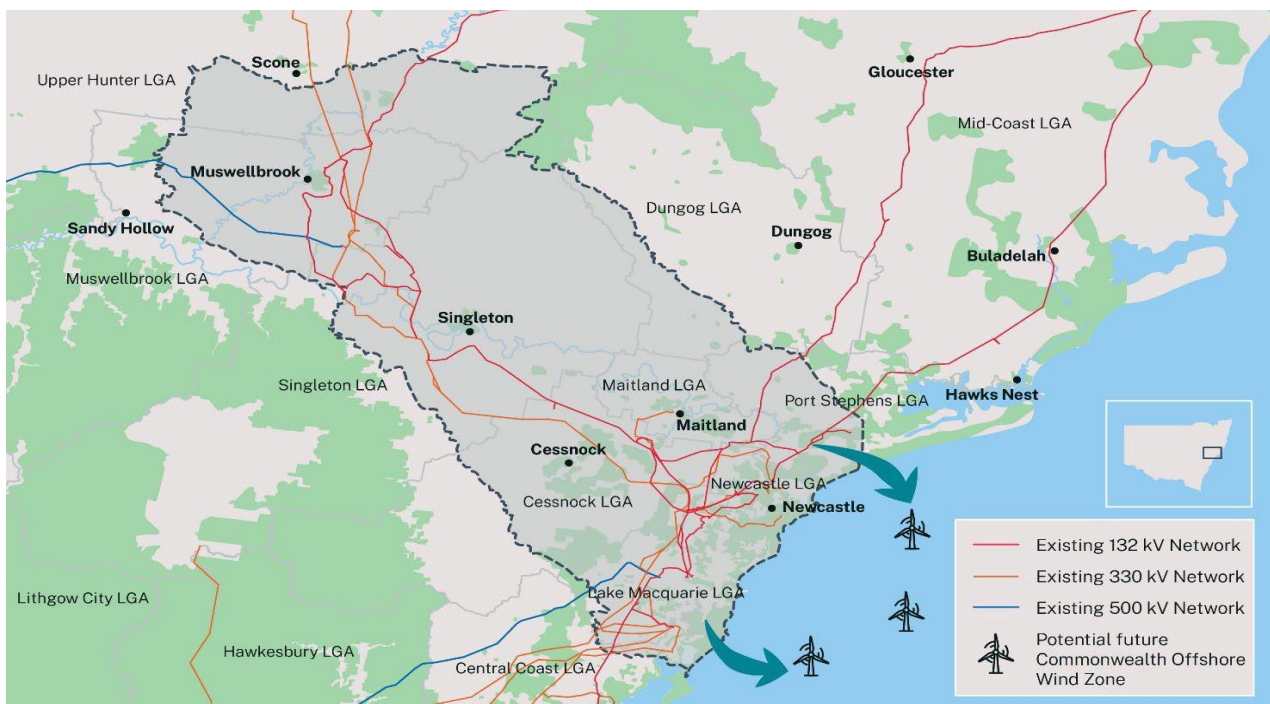 Scone
Upper Hunter LGA
Gloucester
Mid-Coast LGA
Muswellbrook
Sandy Hollow
Dungog LGA
Dungog
Buladelah
Muswellbrook LGA
Singleton
Singleton LGA
Maitland LGA
Maitland
Port Stephens LGA
Hawks Nest
Cessnock
Cessnock LGA
Newcastle LGA
Newcastle
Lake Macquarie LGA
Lithgow City LGA
Hawkesbury LGA
Central Coast LGA
Existing 132 kV Network
Existing 330 kV Network
Existing 500 kV Network
Potential future
Commonwealth Offshore
Wind Zone